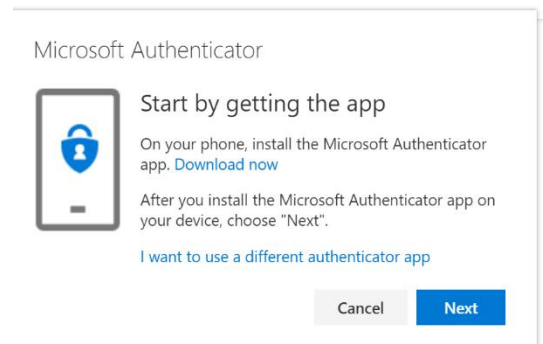 Microsoft Authenticator
Start by getting the app
On your phone, install the Microsoft Authenticator
app. Download now
After you install the Microsoft Authenticator app on
your device, choose "Next".
I want to use a different authenticator app
Cancel Next